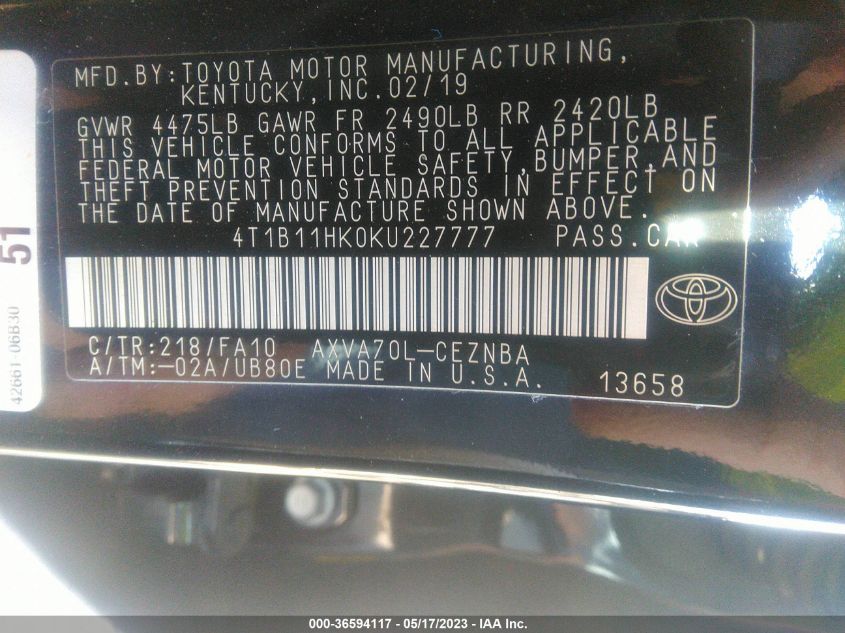 MFD.BY:TOYOTA MOTOR MANUFACTURING,
KENTUCKY,INC.02/19
GVWR 4475LB GAWR FR 2490LB RR 2420LB
THIS VEHICLE CONFORMS TO ALL APPLICABLE
FEDERAL MOTOR VEHICLE SAFETY,BUMPER,AND
THEFT PREVENTION STANDARDS IN EFFECT ON
THE DATE OF MANUFACTURE SHOWN ABOVE.
4T1B11HK0KU227777 PASS.CAR
C/TR:218/FA10 AXVA70L-CEZNBA
A/TM:-02A/UB80E MADE IN U.S.A. 13658
51
42661-06B30
000-36594117 - 05/17/2023 - IAA Inc.